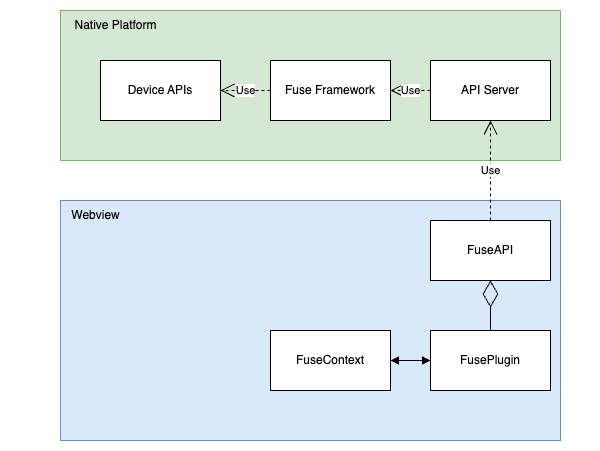 Native Platform
Device APIs
Use
Fuse Framework
Use
API Server
Use
Webview
FuseAPI
FuseContext
FusePlugin